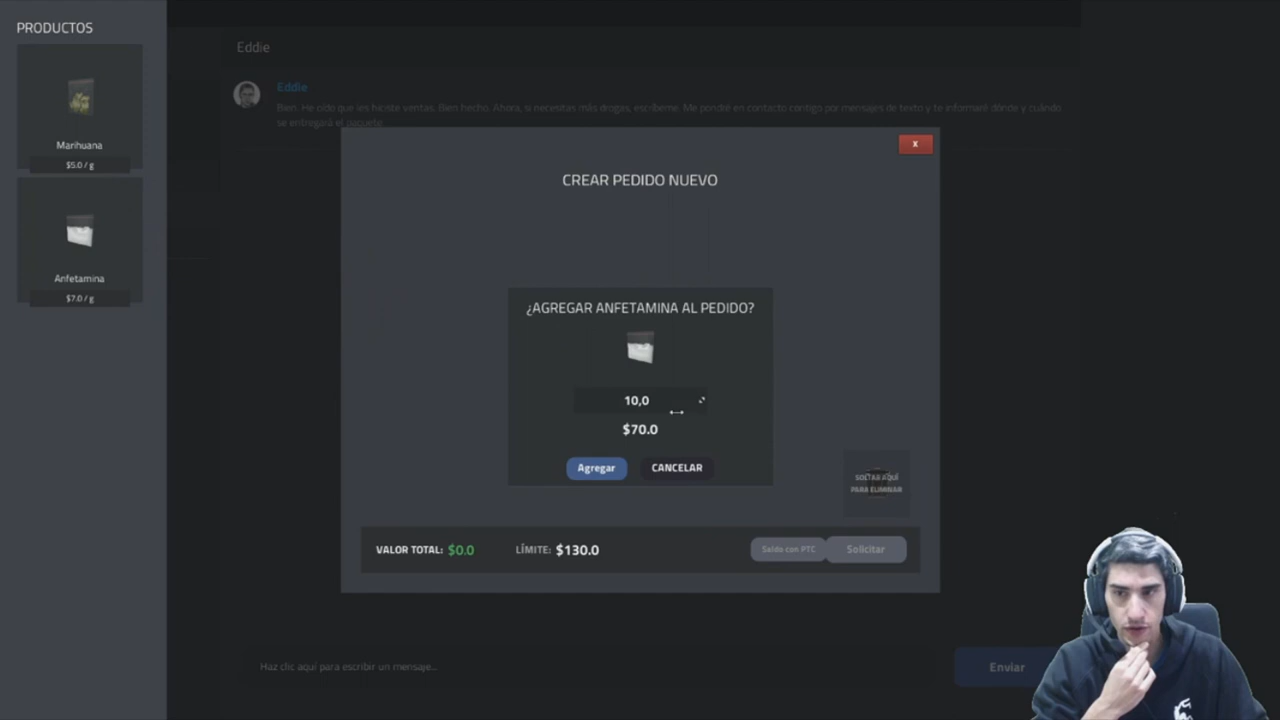 PRODUCTOS
Marihuana
$5.0 / g
Anfetamina
$7.0 / g
Eddie
Eddie
Bien. He oído que les hiciste ventas. Bien hecho. Ahora, si necesitas más drogas, escríbeme. Me pondré en contacto contigo por mensajes de texto y te informaré dónde y cuándo
se entregará el paquete.
X
CREAR PEDIDO NUEVO
¿AGREGAR ANFETAMINA AL PEDIDO?
10,0
$70.0
Agregar
CANCELAR
SOLTAR AQUÍ
PARA ELIMINAR
VALOR TOTAL: $0.0
LÍMITE: $130.0
Saldo con PTC
Solicitar
Haz clic aquí para escribir un mensaje...
Enviar